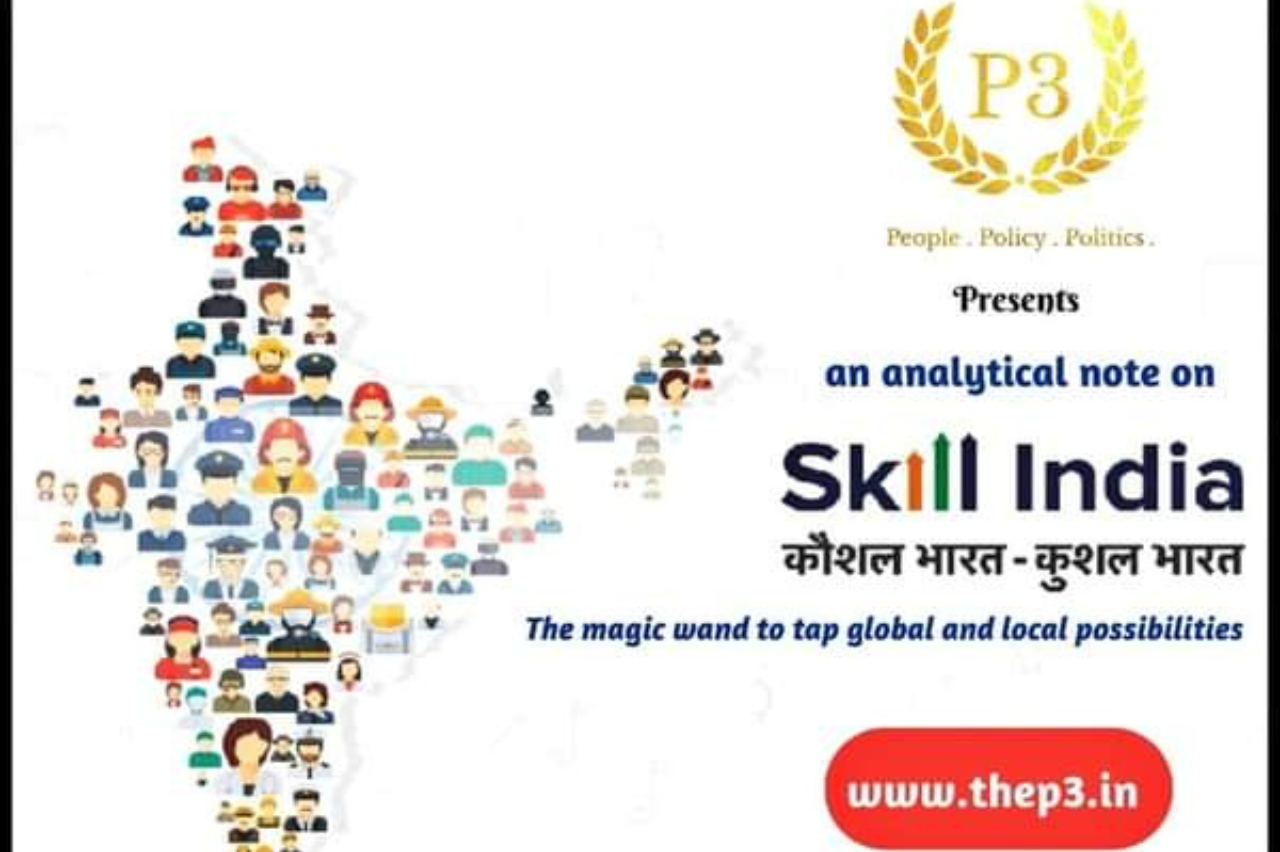 P3
People . Policy . Politics .
Presents
an analytical note on
Skill India
कौशल भारत - कुशल भारत
The magic wand to tap global and local possibilities
www.thep3.in